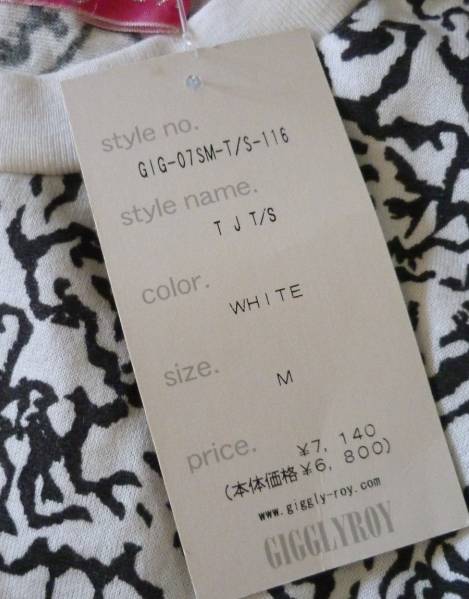 style no.
GIG-07SM-T/S-116
style name.
T J T/S
color.
WHITE
size.
M
price.
¥7, 140
(本体価格¥6, 800)
www.giggly-roy.com
GIGGLYROY